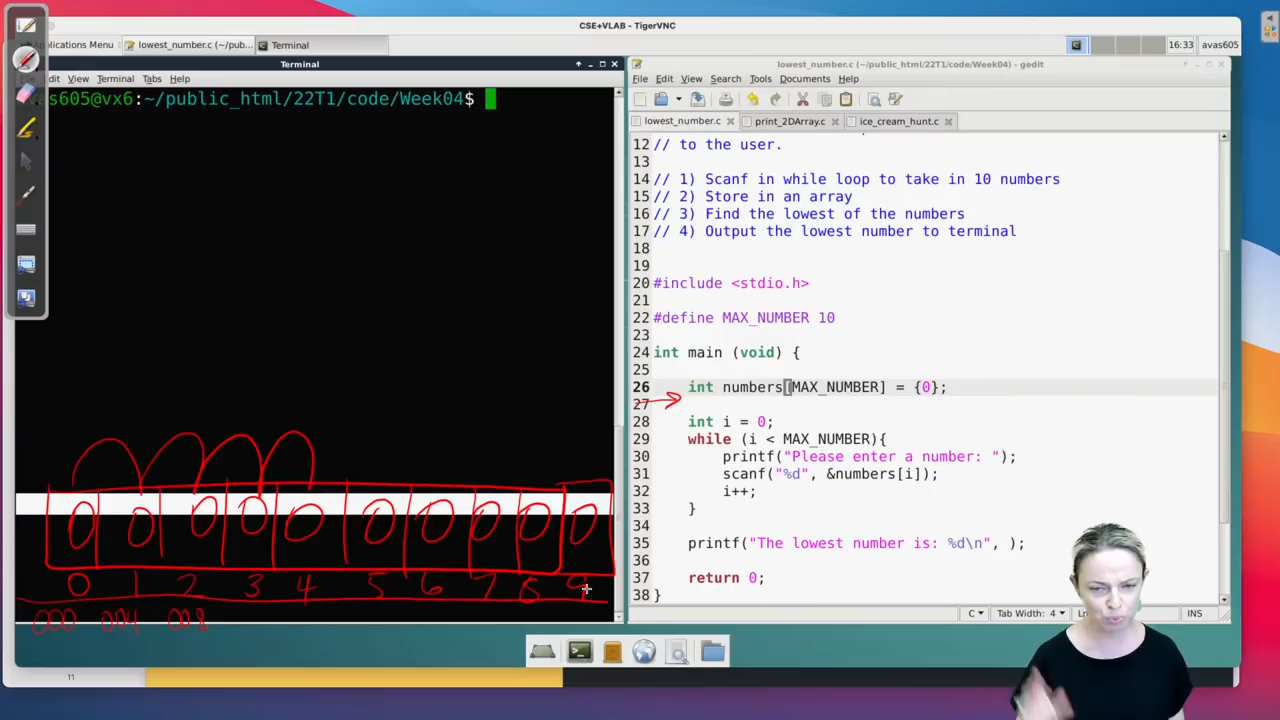 CSE+VLAB - TigerVNC
Applications Menu
lowest_number.c (~/pub...
Terminal
16:33
avas605
Terminal
View Terminal Tabs Help
s605@vx6:~/public_html/22T1/code/Week04$
lowest_number.c (~/public_html/22T1/code/Week04) - gedit
File Edit View Search Tools Documents Help
lowest_number.c
print_2DArray.c
ice_cream_hunt.c
12 // to the user.
13
14 // 1) Scanf in while loop to take in 10 numbers
15 // 2) Store in an array
16 // 3) Find the lowest of the numbers
17 // 4) Output the lowest number to terminal
18
19
20 #include <stdio.h>
21
22 #define MAX_NUMBER 10
23
24 int main (void) {
25
26 int numbers[MAX_NUMBER] = {0};
27
28 int i = 0;
29 while (i < MAX_NUMBER){
30 printf("Please enter a number: ");
31 scanf("%d", &numbers[i]);
32 i++;
33 }
34
35 printf("The lowest number is: %d\n", );
36
37 return 0;
38 }
0 0 0 0 0 0 0 0 0 0
0 1 2 3 4 5 6 7 8 9
000 004 008
C
Tab Width: 4
INS
11